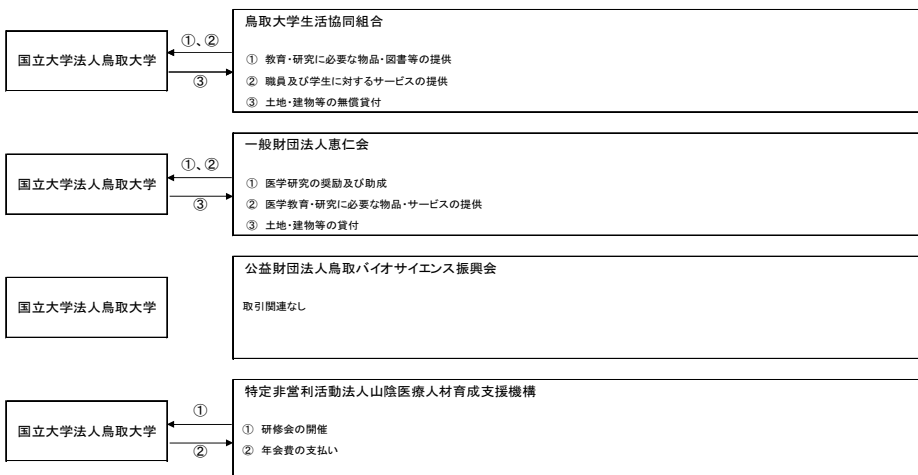 鳥取大学生活協同組合
国立大学法人鳥取大学
①、②
③
① 教育・研究に必要な物品・図書等の提供
② 職員及び学生に対するサービスの提供
③ 土地・建物等の無償貸付
一般財団法人恵仁会
国立大学法人鳥取大学
①、②
③
① 医学研究の奨励及び助成
② 医学教育・研究に必要な物品・サービスの提供
③ 土地・建物等の貸付
公益財団法人鳥取バイオサイエンス振興会
国立大学法人鳥取大学
取引関連なし
特定非営利活動法人山陰医療人材育成支援機構
国立大学法人鳥取大学
①
②
① 研修会の開催
② 年会費の支払い